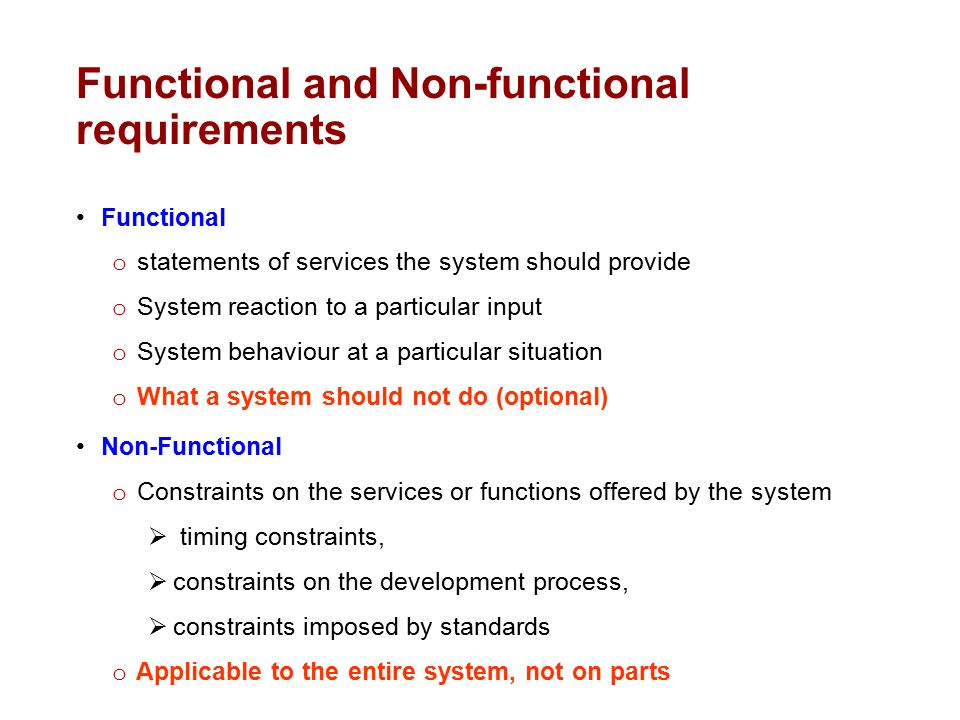 Functional and Non-functional
requirements
• Functional
o statements of services the system should provide
o System reaction to a particular input
o System behaviour at a particular situation
o What a system should not do (optional)
• Non-Functional
o Constraints on the services or functions offered by the system
➢ timing constraints,
➢ constraints on the development process,
➢ constraints imposed by standards
o Applicable to the entire system, not on parts